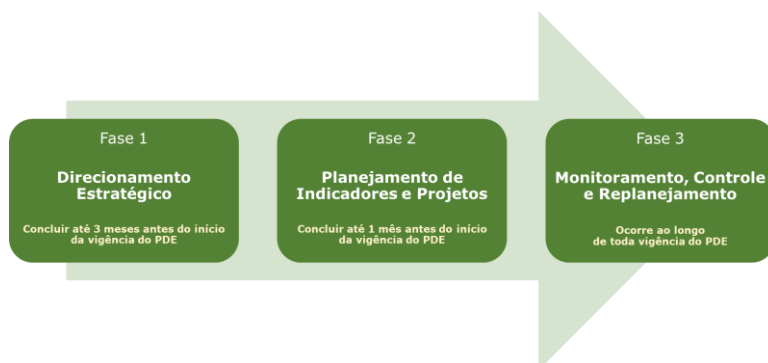 Fase 1
Direcionamento
Estratégico
Concluir até 3 meses antes do início
da vigência do PDE
Fase 2
Planejamento de
Indicadores e Projetos
Concluir até 1 mês antes do início
da vigência do PDE
Fase 3
Monitoramento, Controle
e Replanejamento
Ocorre ao longo
de toda vigência do PDE